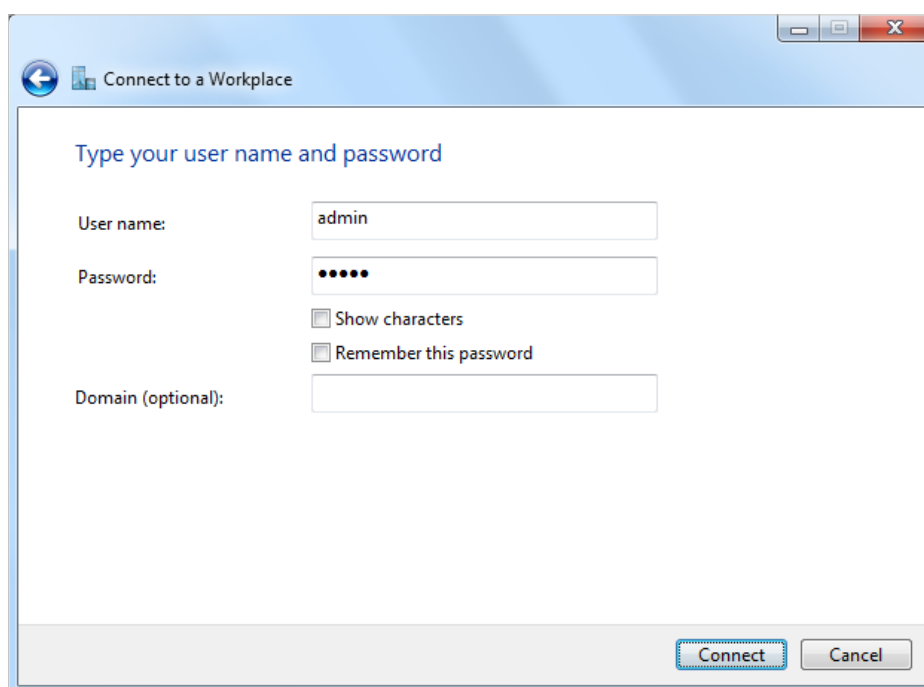 Connect to a Workplace
Type your user name and password
User name:
admin
Password:
•••••
Show characters
Remember this password
Domain (optional):
Connect
Cancel